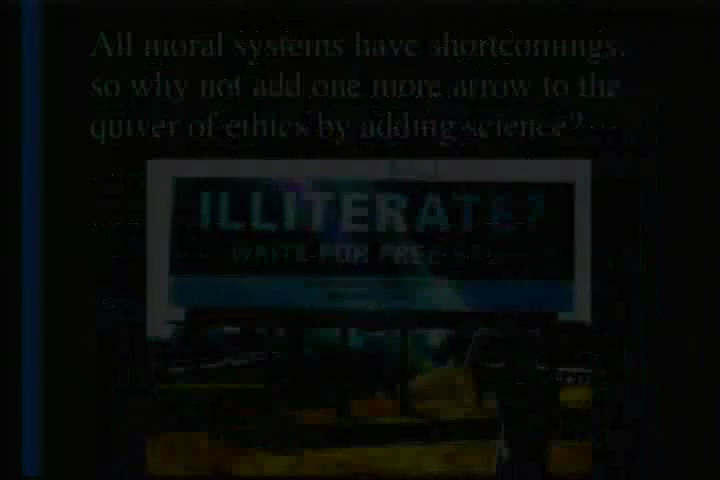 All moral systems have shortcomings,
so why not add one more arrow to the
quiver of ethics by adding science?
ILLITERATE?
WRITE FOR FREE